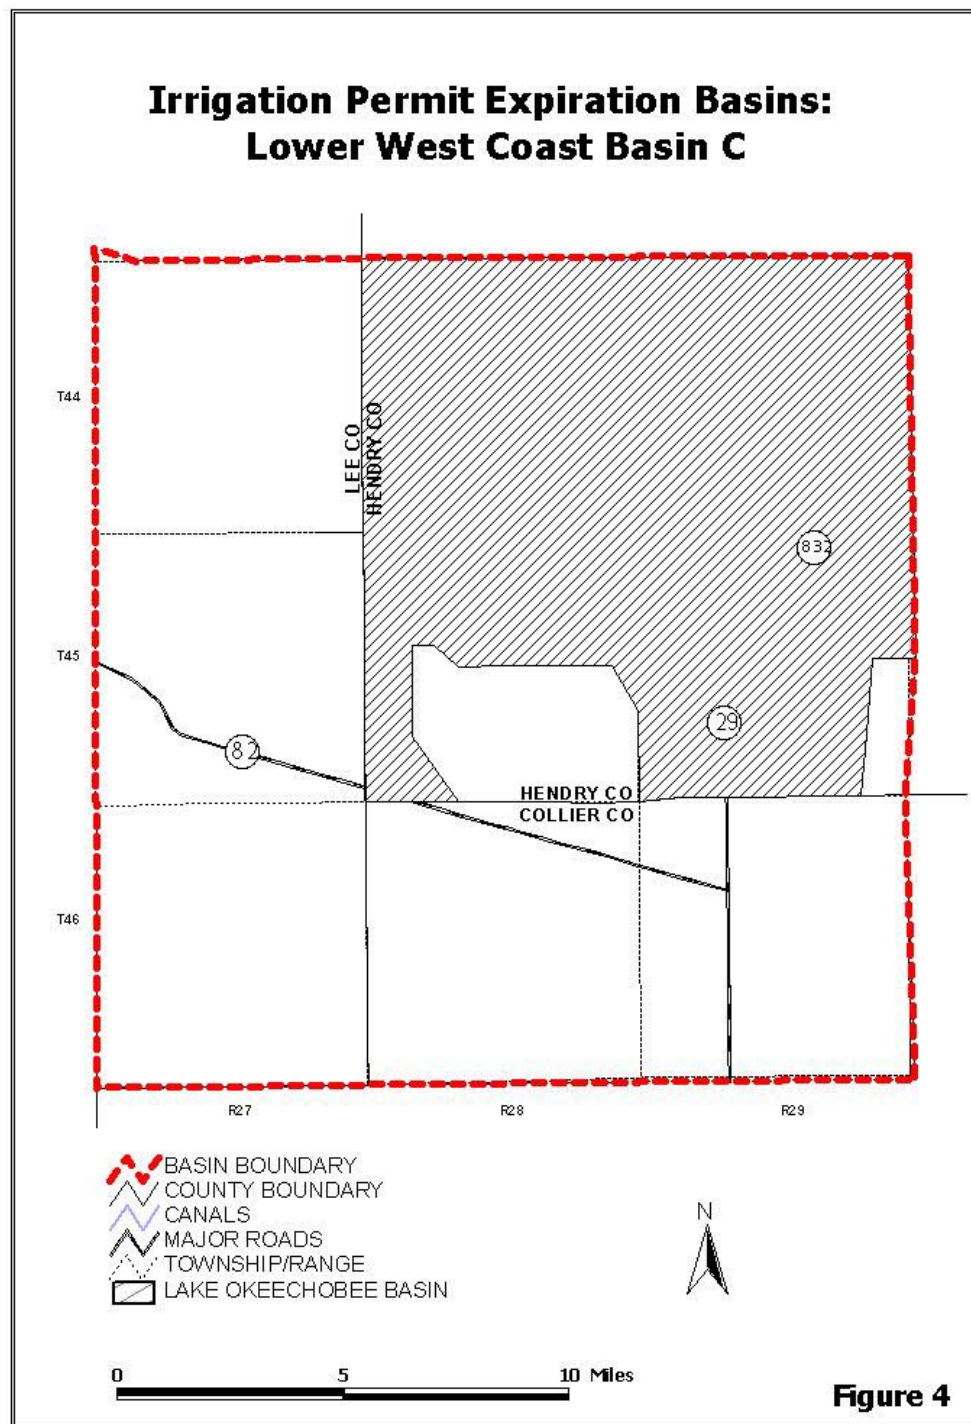 Irrigation Permit Expiration Basins:
Lower West Coast Basin C
T44
LEE CO
HENDRY CO
832
T45
29
82
HENDRY CO
COLLIER CO
T46
R27
R28
R29
BASIN BOUNDARY
COUNTY BOUNDARY
CANALS
MAJOR ROADS
TOWNSHIP/RANGE
LAKE OKEECHOBEE BASIN
N
0 5 10 Miles
Figure 4